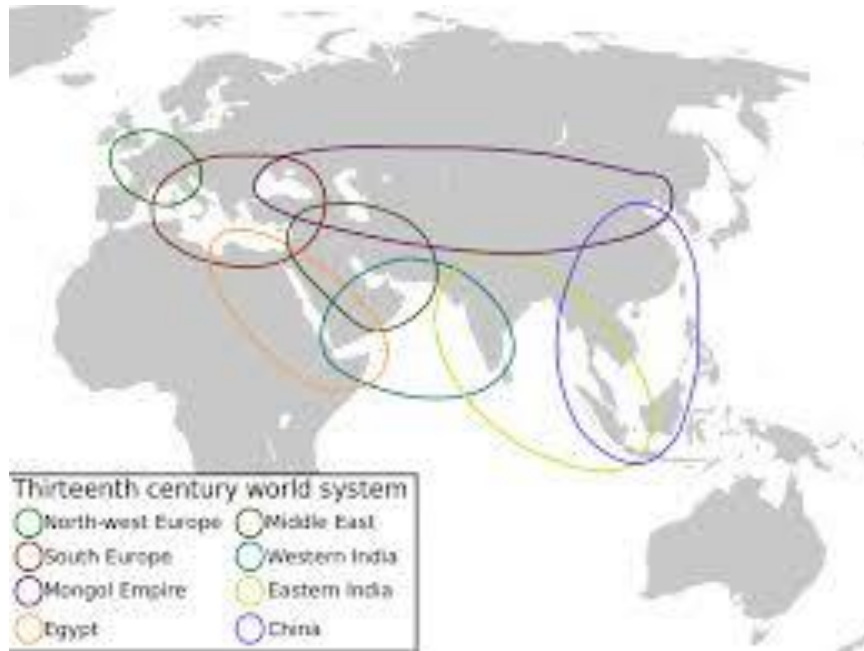 Thirteenth century world system
North-west Europe
Middle East
South Europe
Western India
Mongol Empire
Eastern India
Egypt
China